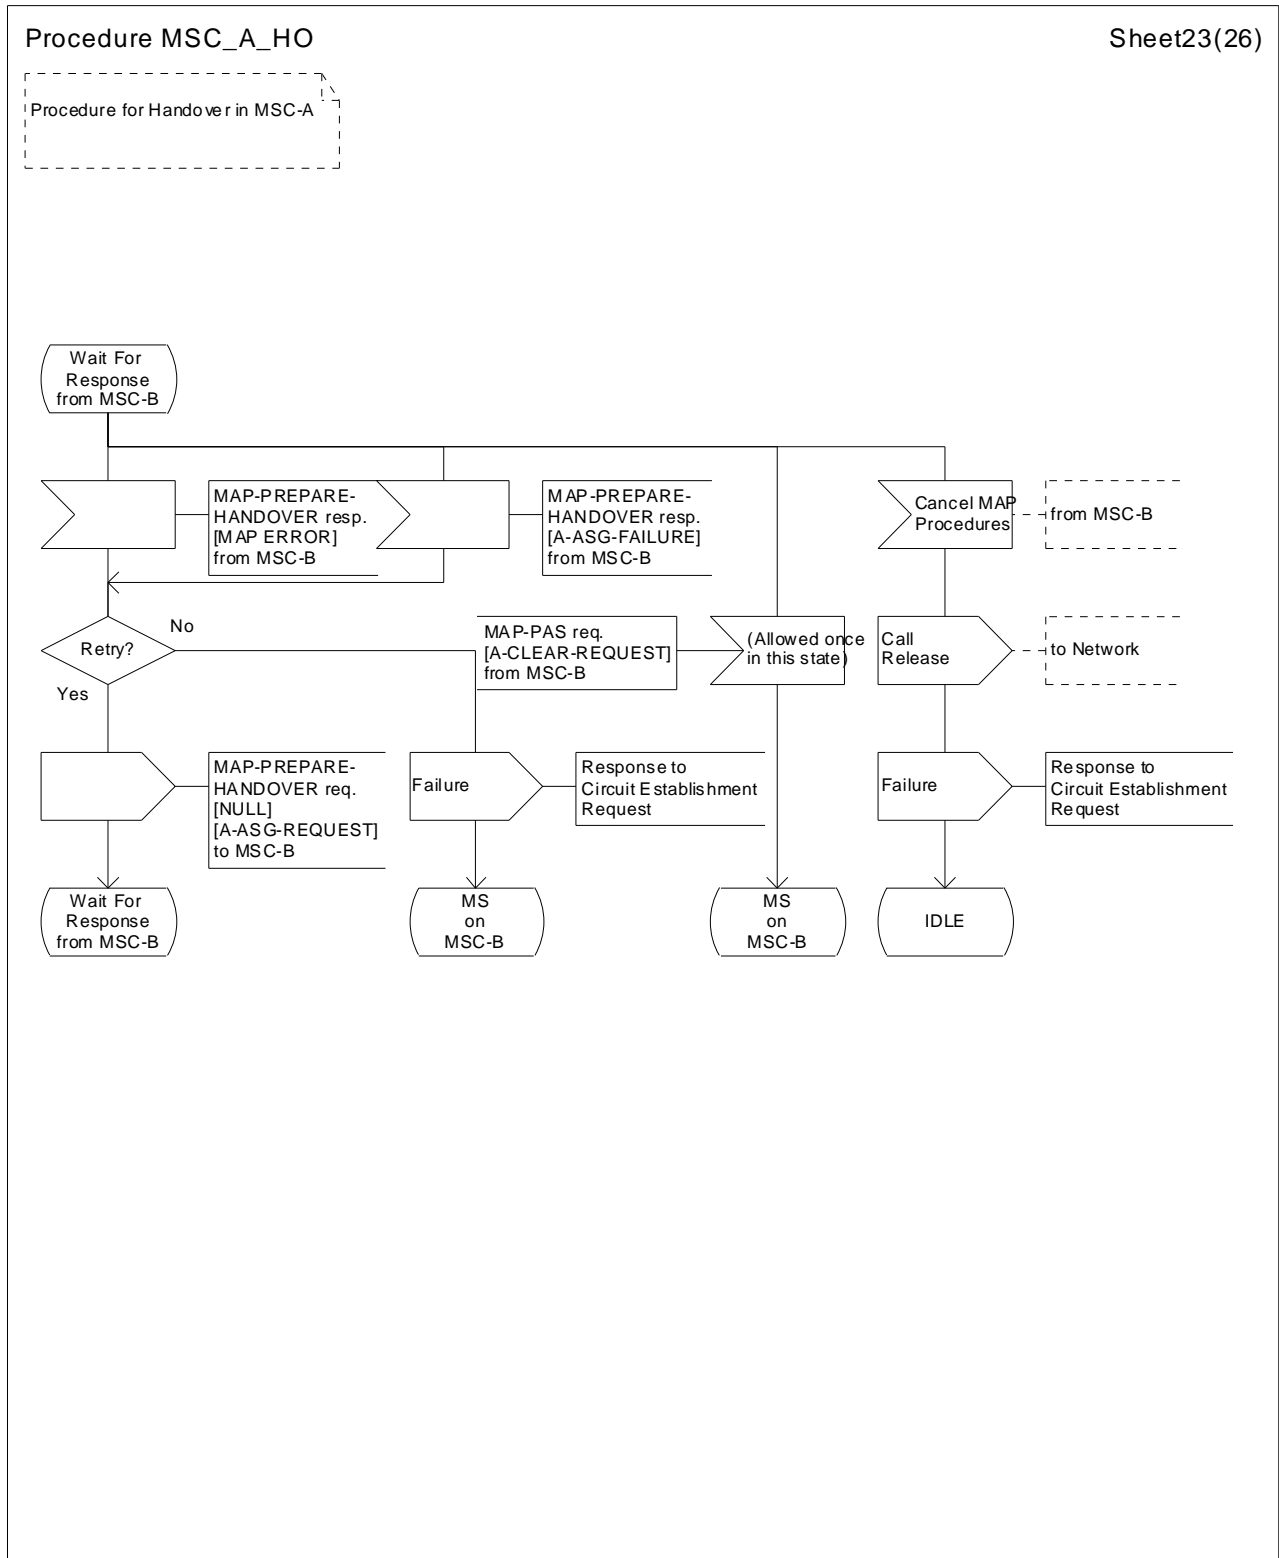 Procedure MSC_A_HO
Sheet23(26)
Procedure for Handover in MSC-A
Wait For
Response
from MSC-B
MAP-PREPARE-
HANDOVER resp.
[MAP ERROR]
from MSC-B
MAP-PREPARE-
HANDOVER resp.
[A-ASG-FAILURE]
from MSC-B
Cancel MAP
Procedures
from MSC-B
Retry?
No
Yes
MAP-PAS req.
[A-CLEAR-REQUEST]
from MSC-B
(Allowed once
in this state)
Call
Release
to Network
MAP-PREPARE-
HANDOVER req.
[NULL]
[A-ASG-REQUEST]
to MSC-B
Failure
Response to
Circuit Establishment
Request
Failure
Response to
Circuit Establishment
Request
Wait For
Response
from MSC-B
MS
on
MSC-B
MS
on
MSC-B
IDLE